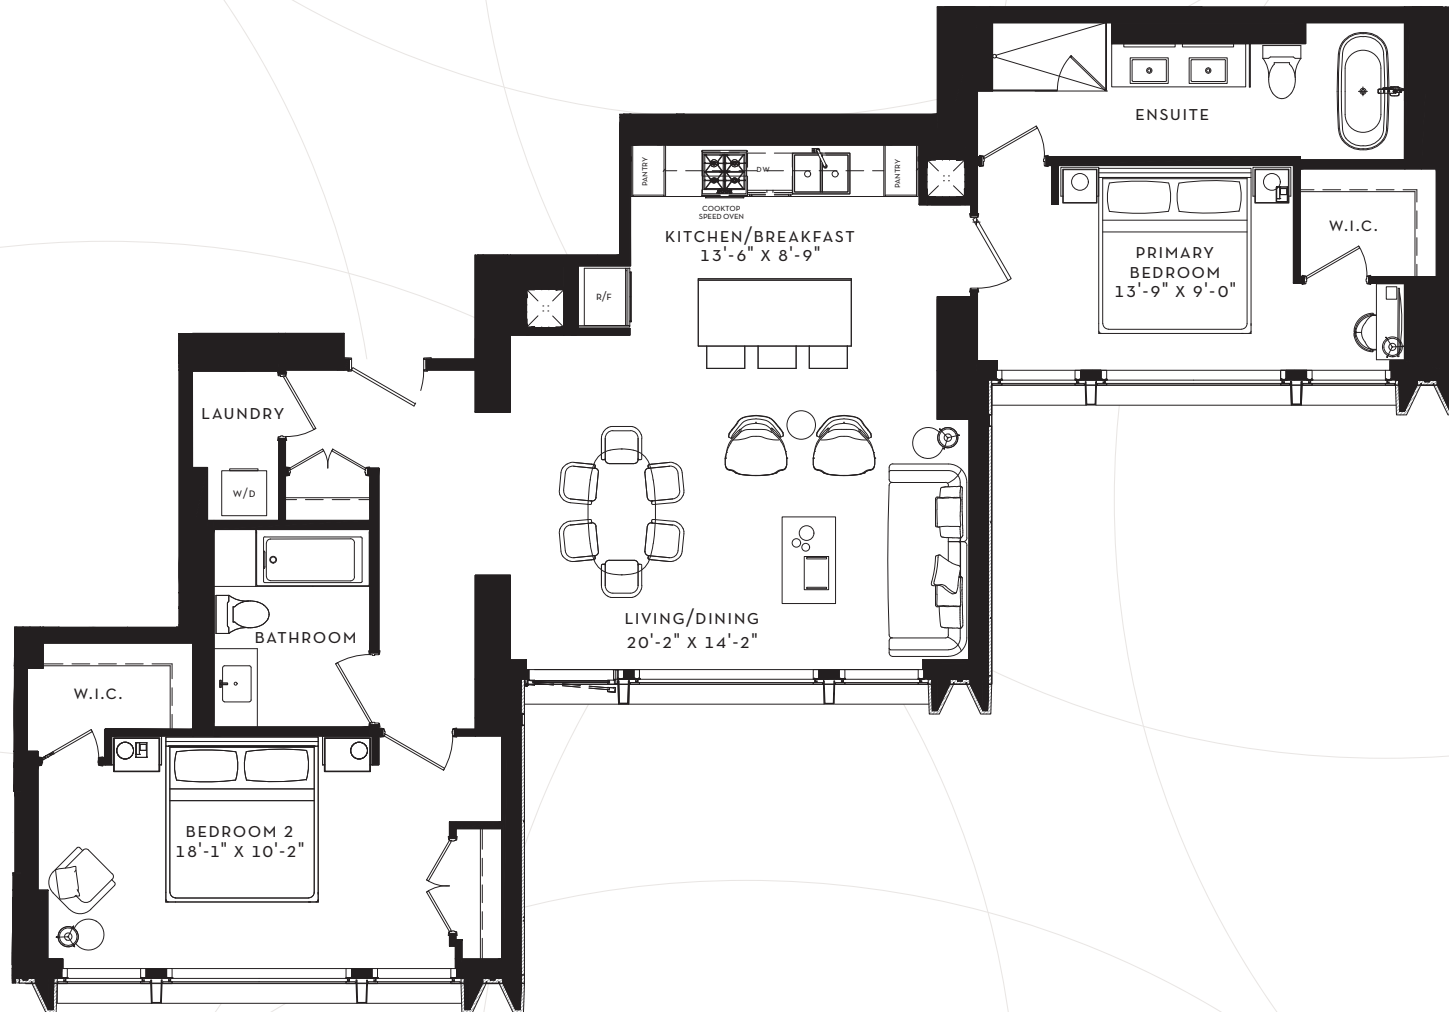 ENSUITE
PANTRY
DW
PANTRY
COOKTOP
SPEED OVEN
KITCHEN/BREAKFAST
13'-6" X 8'-9"
W.I.C.
PRIMARY
BEDROOM
13'-9" X 9'-0"
R/F
LAUNDRY
W/D
LIVING/DINING
20'-2" X 14'-2"
BATHROOM
W.I.C.
BEDROOM 2
18'-1" X 10'-2"